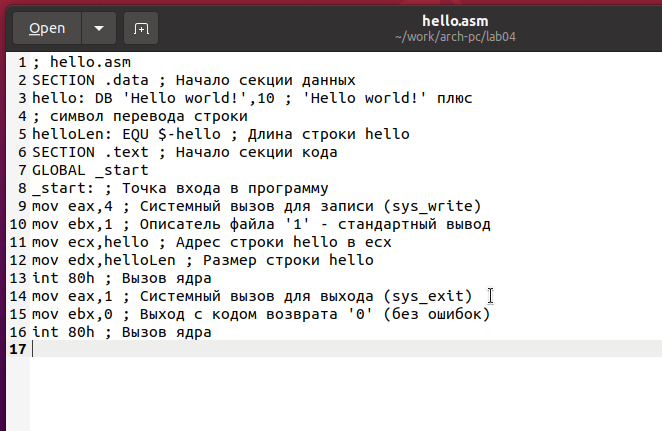 Open
hello.asm
~/work/arch-pc/lab04
1 ; hello.asm
2 SECTION .data ; Начало секции данных
3 hello: DB 'Hello world!',10 ; 'Hello world!' плюс
4 ; символ перевода строки
5 helloLen: EQU $-hello ; Длина строки hello
6 SECTION .text ; Начало секции кода
7 GLOBAL _start
8 _start: ; Точка входа в программу
9 mov eax,4 ; Системный вызов для записи (sys_write)
10 mov ebx,1 ; Описатель файла '1' - стандартный вывод
11 mov ecx,hello ; Адрес строки hello в ecx
12 mov edx,helloLen ; Размер строки hello
13 int 80h ; Вызов ядра
14 mov eax,1 ; Системный вызов для выхода (sys_exit)
15 mov ebx,0 ; Выход с кодом возврата '0' (без ошибок)
16 int 80h ; Вызов ядра
17